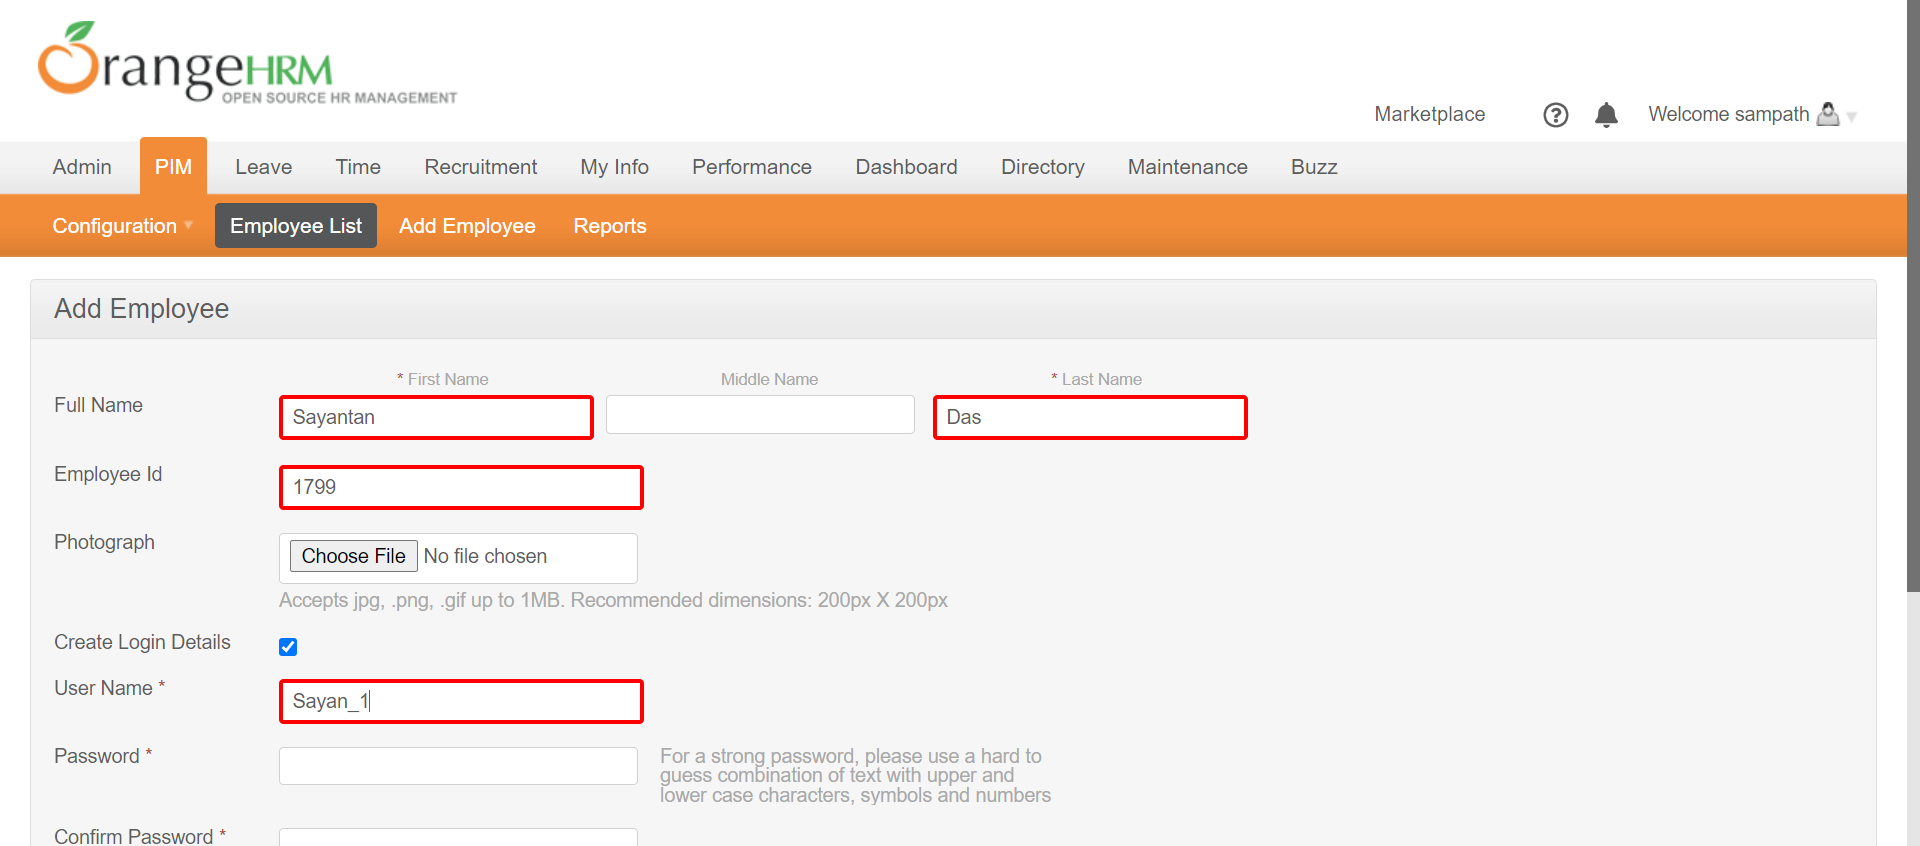 OrangeHRM
OPEN SOURCE HR MANAGEMENT
Marketplace ? Welcome sampath
Admin PIM Leave Time Recruitment My Info Performance Dashboard Directory Maintenance Buzz
Configuration Employee List Add Employee Reports
Add Employee
* First Name Middle Name * Last Name
Full Name Sayantan Das
Employee Id 1799
Photograph Choose File No file chosen
Accepts jpg, .png, .gif up to 1MB. Recommended dimensions: 200px X 200px
Create Login Details
User Name * Sayan_1
Password * For a strong password, please use a hard to
guess combination of text with upper and
lower case characters, symbols and numbers
Confirm Password *